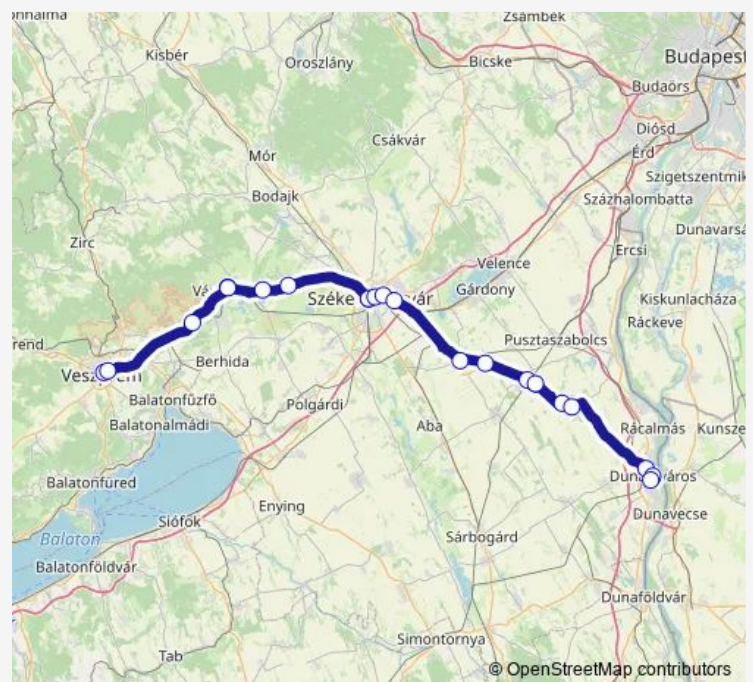 Zsámbék
Kisbér
Oroszlány
Bicske
Budapest
Budaörs
Csákvár
Diósd
Érd
Mór
Szigetszentmik
Bodajk
Százhalombatta
Dunavarsá
Zirc
Ercsi
Velence
Gárdony
Kiskunlacháza
Széke
vár
Ráckeve
Pusztaszabolcs
Berhida
rend
Balatonfűzfő
Polgárdi
Balatonalmádi
Aba
Rácalmás
Kunsze
Balatonfüred
Enying
Dunavecse
Siófok
Sárbogárd
Balaton
Balatonföldvár
Dunaföldvár
Simontornya
Tab
© OpenStreetMap contributors